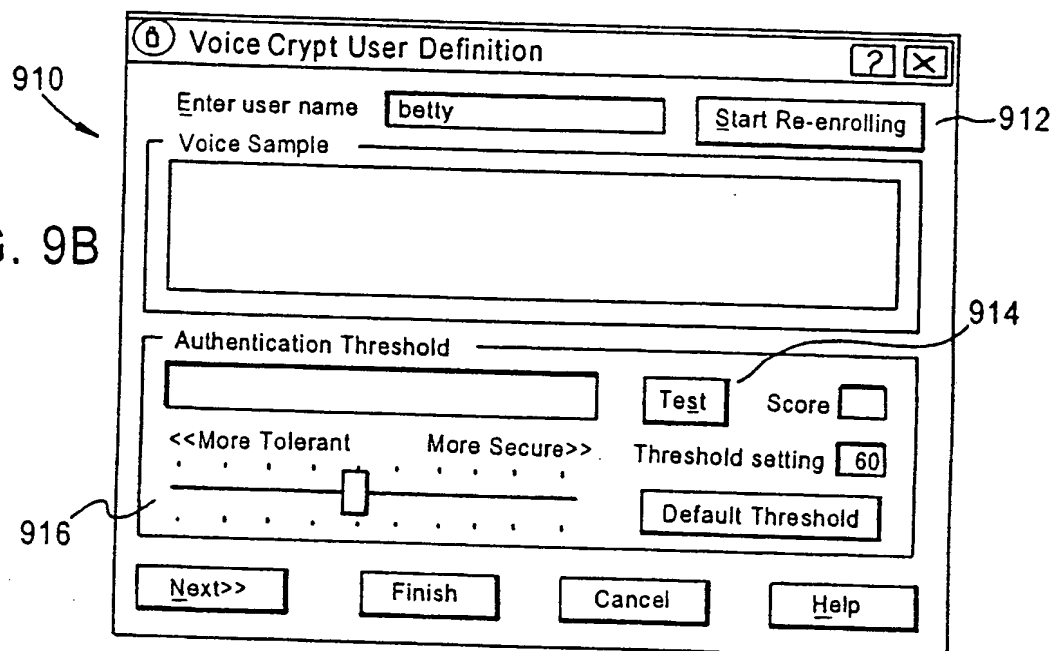 Voice Crypt User Definition
? X
910
Enter user name betty Start Re-enrolling 912
Voice Sample
. 9B
914
Authentication Threshold
Test Score
<<More Tolerant More Secure>> Threshold setting 60
916
Default Threshold
Next>> Finish Cancel Help